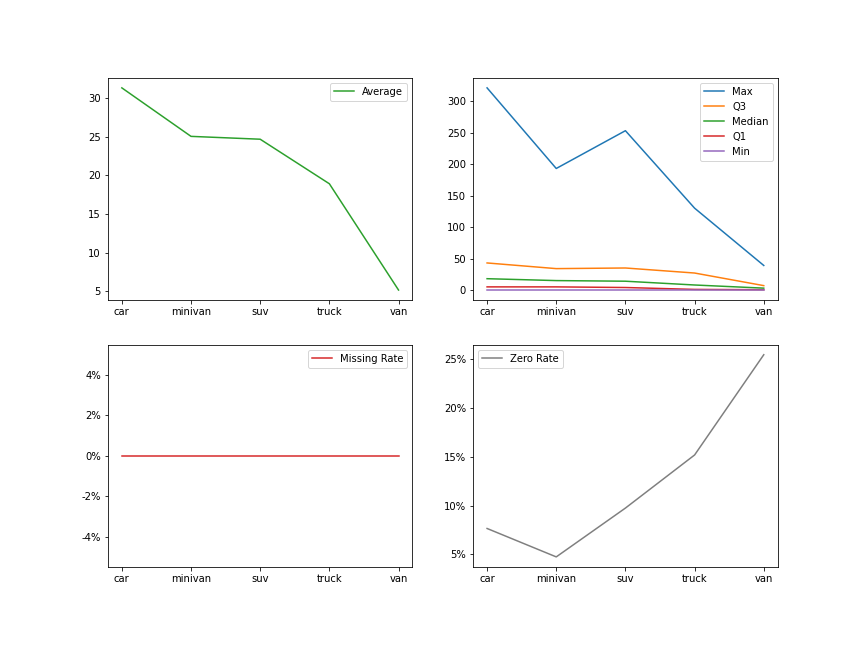 Average
30
25
20
15
10
5
car minivan suv truck van
Max
Q3
Median
Q1
Min
300
250
200
150
100
50
0
car minivan suv truck van
Missing Rate
4%
2%
0%
-2%
-4%
car minivan suv truck van
Zero Rate
25%
20%
15%
10%
5%
car minivan suv truck van